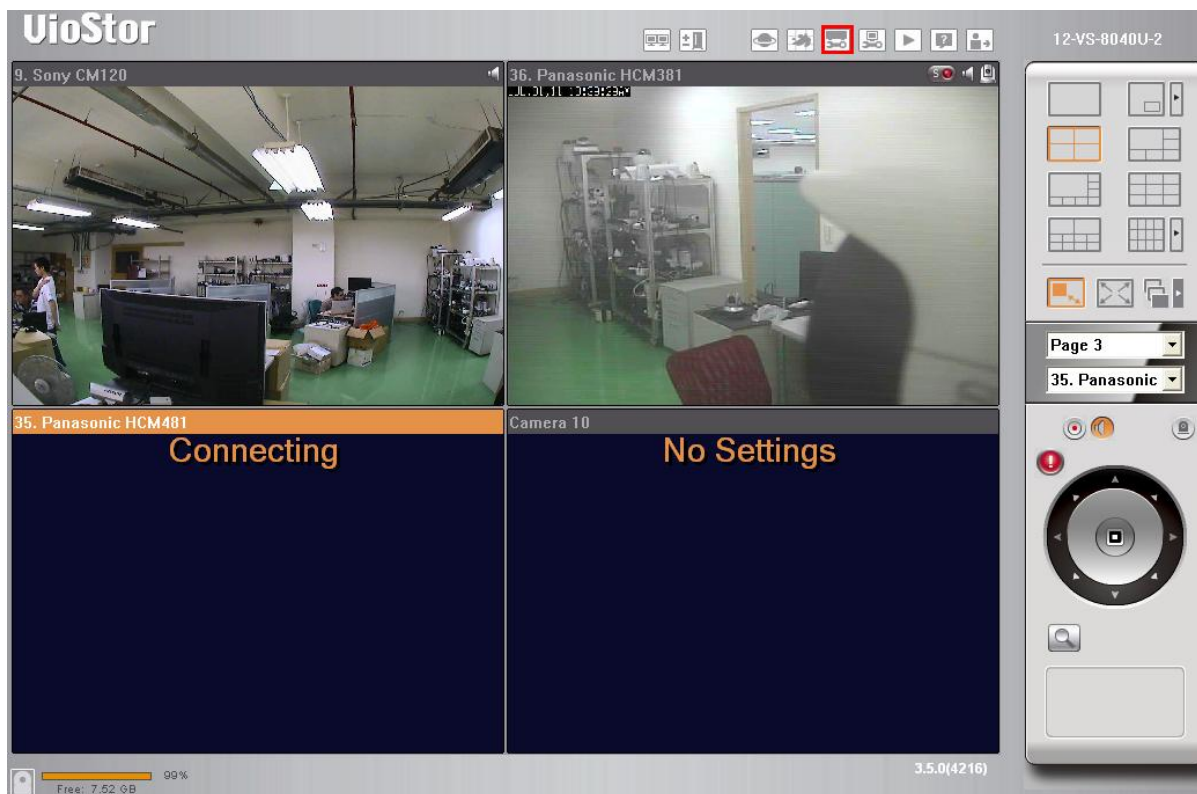 VioStor
12-VS-8040U-2
9. Sony CM120
36. Panasonic HCM381
S
Page 3
35. Panasonic
35. Panasonic HCM481
Camera 10
Connecting
No Settings
99%
Free: 7.52 GB
3.5.0(4216)